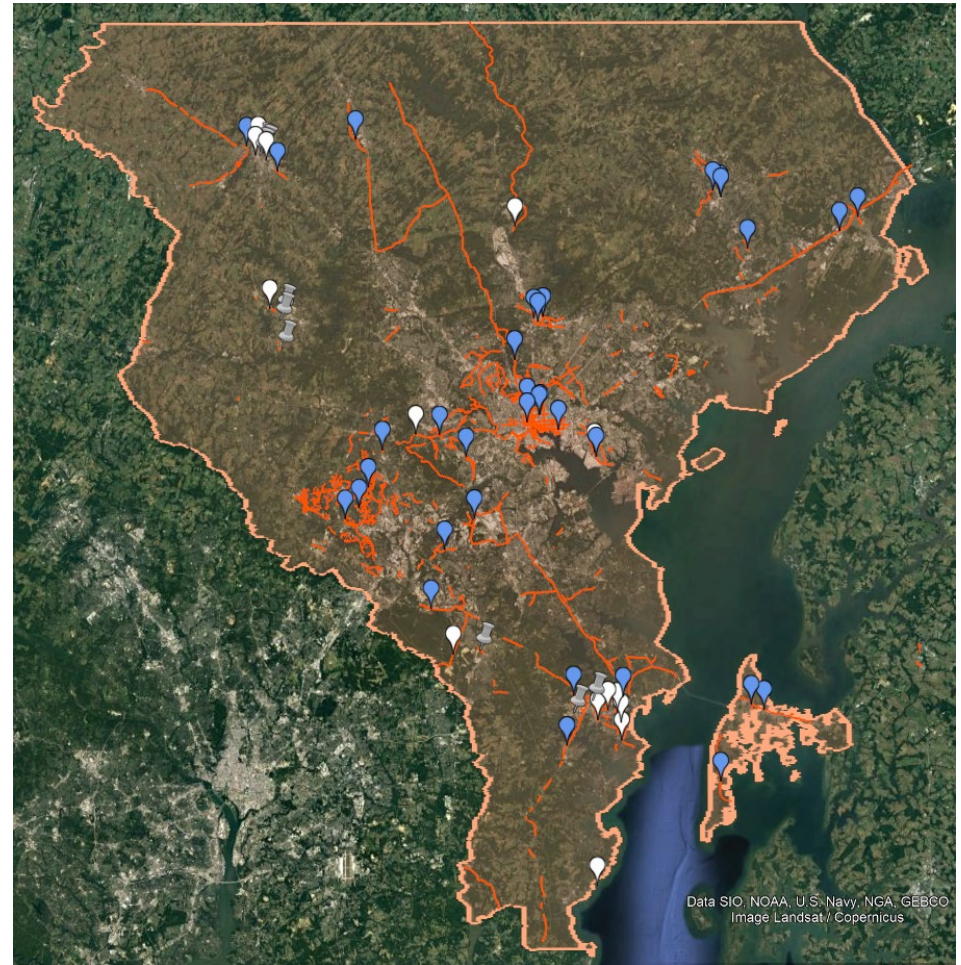 Data SIO, NOAA, U.S. Navy, NGA, GEBCO
Image Landsat / Copernicus